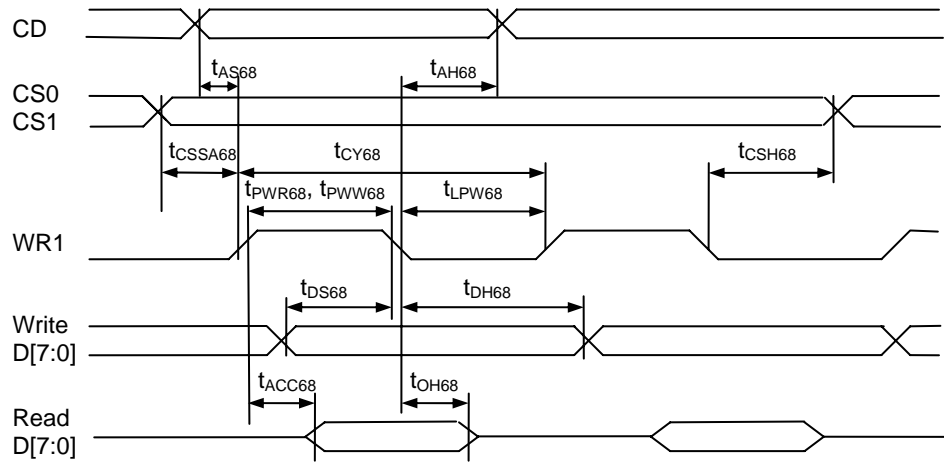 CD
tAS68 tAH68
CS0
CS1
tCSSA68 tCY68 tCSH68
tPWR68, tPWW68 tLPW68
WR1
tDS68 tDH68
Write
D[7:0]
tACC68 tOH68
Read
D[7:0]